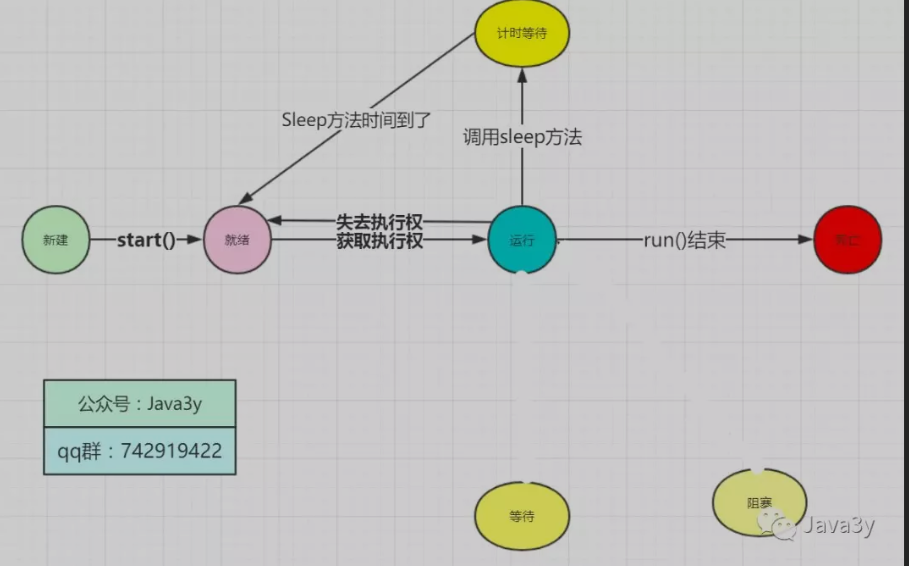 计时等待
Sleep方法时间到了
调用sleep方法
失去执行权
新建
start()
就绪
获取执行权
运行
run()结束
死亡
公众号：Java3y
qq群：742919422
等待
阻塞
Java3y